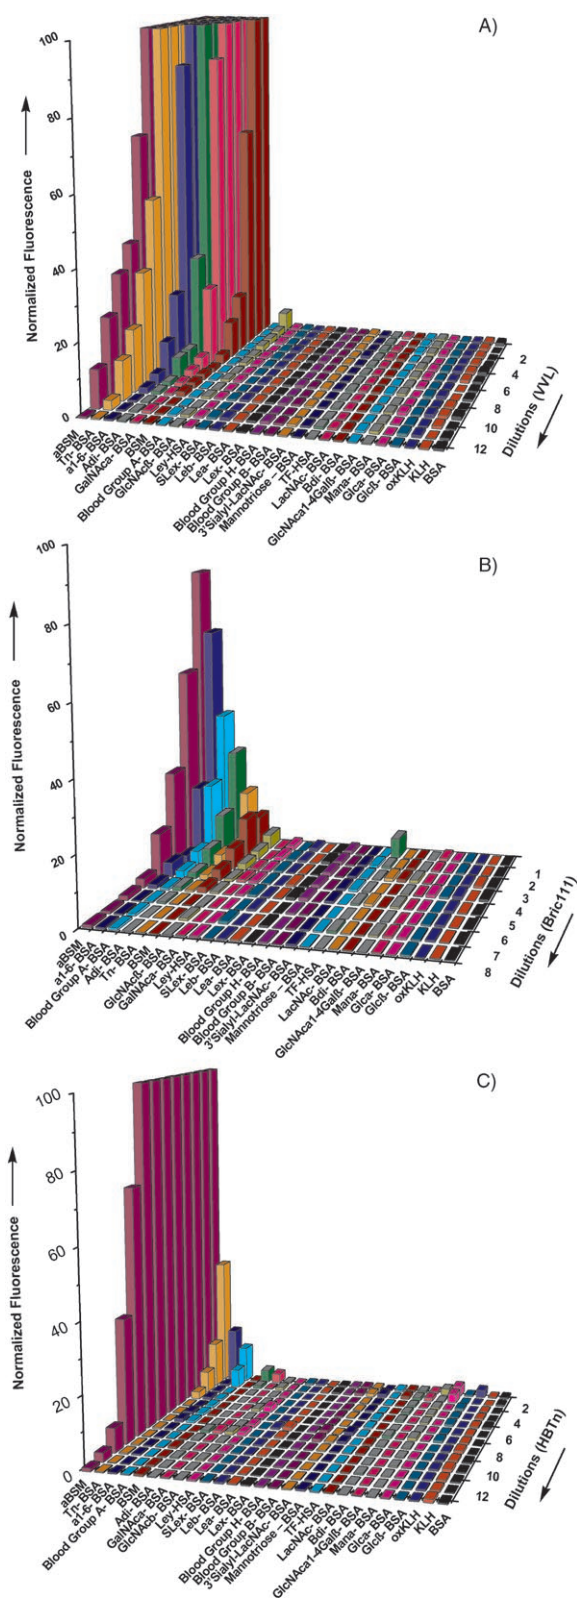 A)
Normalized Fluorescence
100
80
60
40
20
0
aBSM
Tn- BSA
a1-6- BSA
Adi- BSA
GalNAca- BSA
BSM
Blood Group A- BSA
GlcNAcß- BSA
Ley-HSA
SLex- BSA
Leb- BSA
Lea- BSA
Lex- BSA
Blood Group H- BSA
Blood Group B- BSA
3'Sialyl-LacNAc- BSA
Mannotriose – BSA
TF-HSA
LacNAc- BSA
Bdi- BSA
GlcNAca1-4Galß- BSA
Mana- BSA
Glca- BSA
Glcß- BSA
oxKLH
KLH
BSA
2
4
6
8
10
12
Dilutions (VVL)
B)
Normalized Fluorescence
100
80
60
40
20
0
aBSM
a1-6- BSA
Blood Group A- BSA
Adi- BSA
Tn- BSA
BSM
GlcNAcß- BSA
GalNAca- BSA
Ley-HSA
SLex- BSA
Leb- BSA
Lea- BSA
Lex- BSA
Blood Group H- BSA
Blood Group B- BSA
3'Sialyl-LacNAc- BSA
Mannotriose – BSA
TF-HSA
LacNAc- BSA
Bdi- BSA
GlcNAca1-4Galß- BSA
Mana- BSA
Glca- BSA
Glcß- BSA
oxKLH
KLH
BSA
1
2
3
4
5
6
7
8
Dilutions (Bric111)
C)
Normalized Fluorescence
100
80
60
40
20
0
aBSM
Tn- BSA
a1-6- BSA
Blood Group A- BSA
BSM
Adi- BSA
GalNAca- BSA
GlcNAcb- BSA
Ley-HSA
SLex- BSA
Leb- BSA
Lea- BSA
Lex- BSA
Blood Group H- BSA
Blood Group B- BSA
3'Sialyl-LacNAc- BSA
Mannotriose – BSA
TF-HSA
LacNAc- BSA
Bdi- BSA
GlcNAca1-4Galß- BSA
Mana- BSA
Glca- BSA
Glcß- BSA
oxKLH
KLH
BSA
2
4
6
8
10
12
Dilutions (HBTn)